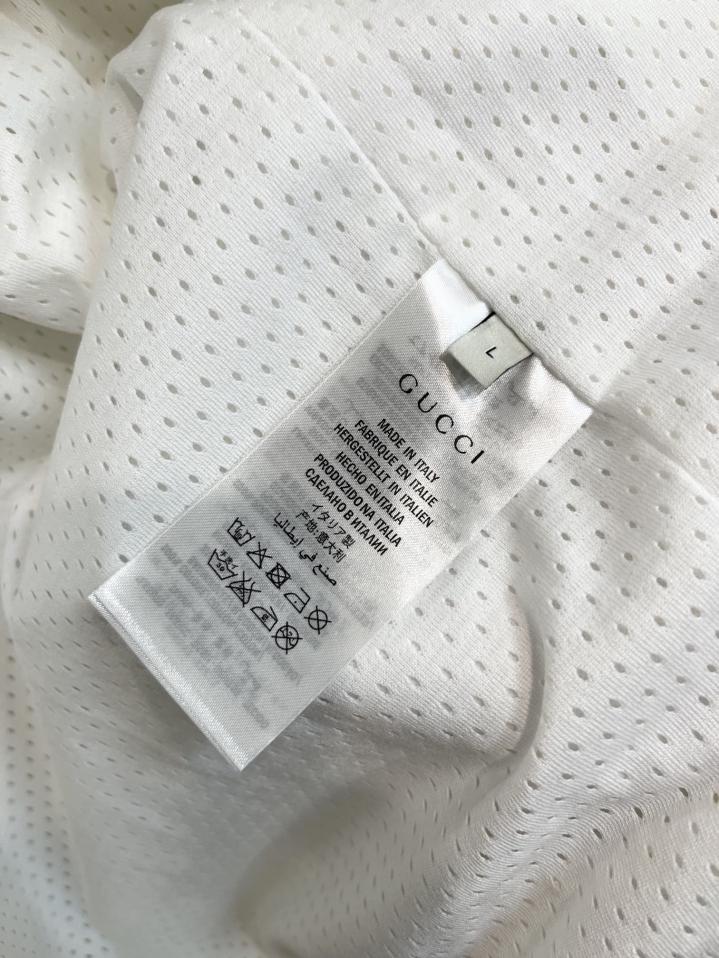 L
GUCCI
MADE IN ITALY
FABRIQUE EN ITALIE
HERGESTELLT IN ITALIEN
HECHO EN ITALIA
PRODUZIDO NA ITALIA
СДЕЛАНО В ИТАЛИИ
イタリア製
产地:意大利
صنع في إيطاليا